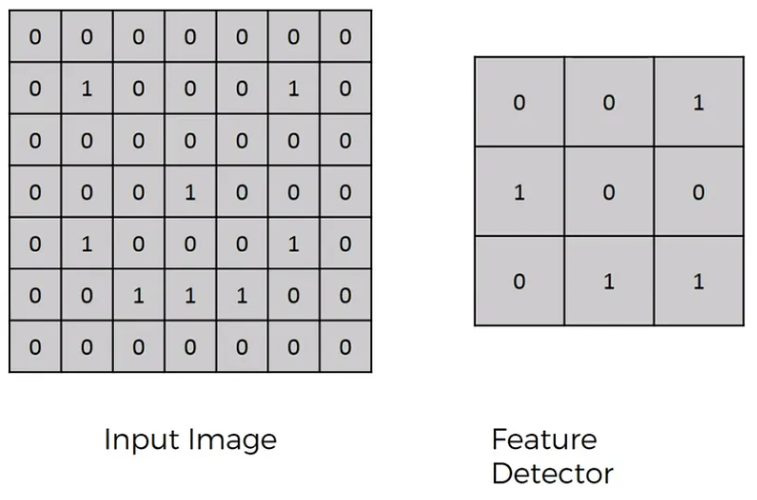 0 0 0 0 0 0 0
0 1 0 0 0 1 0
0 0 0 0 0 0 0
0 0 0 1 0 0 0
0 1 0 0 0 1 0
0 0 1 1 1 0 0
0 0 0 0 0 0 0
Input Image
0 0 1
1 0 0
0 1 1
Feature
Detector